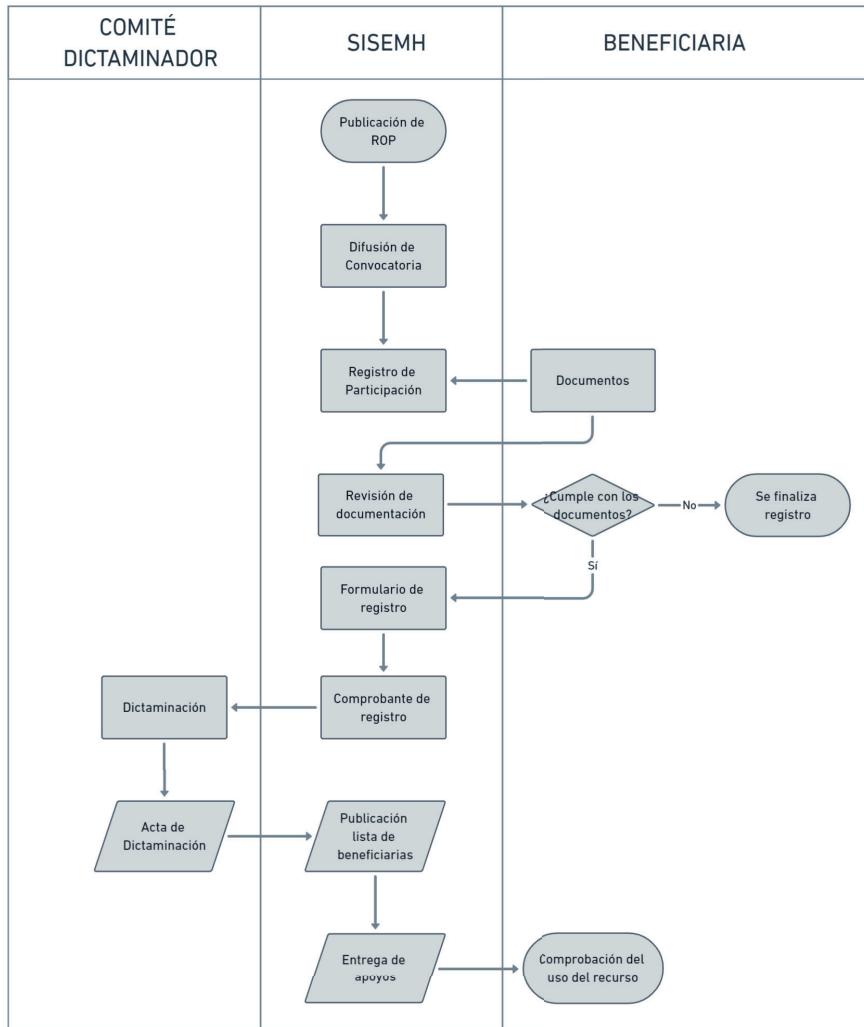 COMITÉ
DICTAMINADOR
SISEMH
BENEFICIARIA
Publicación de
ROP
Difusión de
Convocatoria
Registro de
Participación
Documentos
Revisión de
documentación
¿Cumple con los
documentos?
No
Se finaliza
registro
Sí
Formulario de
registro
Dictaminación
Comprobante de
registro
Acta de
Dictaminación
Publicación
lista de
beneficiarias
Entrega de
apoyos
Comprobación del
uso del recurso